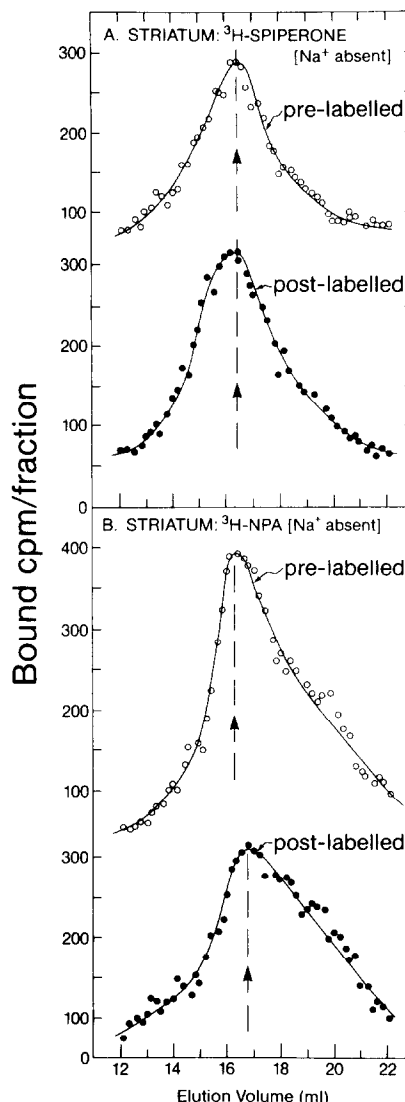 A. STRIATUM: ³H-SPIPERONE
[Na⁺ absent]
300
pre-labelled
200
100
300
post-labelled
200
100
B. STRIATUM: ³H-NPA [Na⁺ absent]
400
pre-labelled
300
200
100
300
post-labelled
200
100
0
12 14 16 18 20 22
Elution Volume (ml)
Bound cpm/fraction